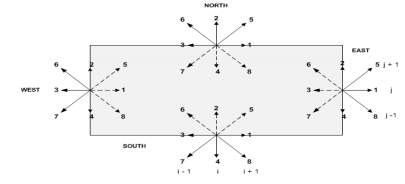 NORTH
6 2 5
3 1
7 4 8
EAST
6 2 5
WEST 3 1
7 4 8
2 5 j + 1
3 1 j
7 4 8 j - 1
6
SOUTH
6 2 5
3 1
7 4 8
i - 1 i i + 1